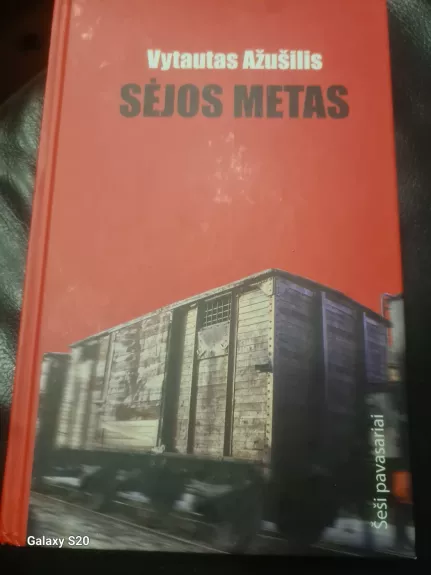 Vytautas Ažušilis
SĖJOS METAS
Šeši pavasariai
Galaxy S20